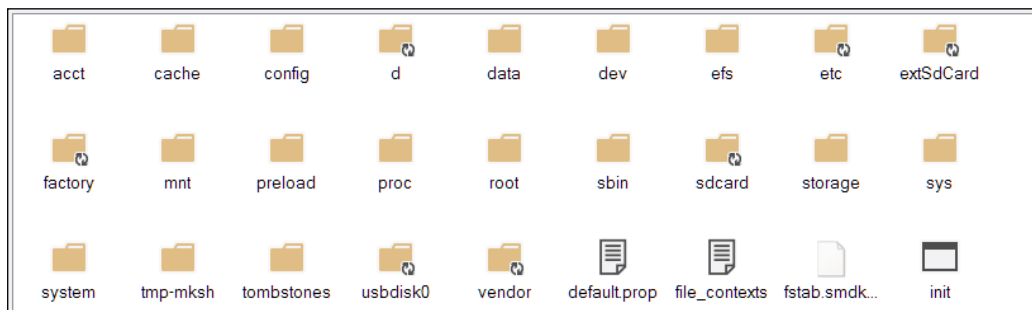 acct cache config d data dev efs etc extSdCard
factory mnt preload proc root sbin sdcard storage sys
system tmp-mksh tombstones usbdisk0 vendor default.prop file_contexts fstab.smdk... init